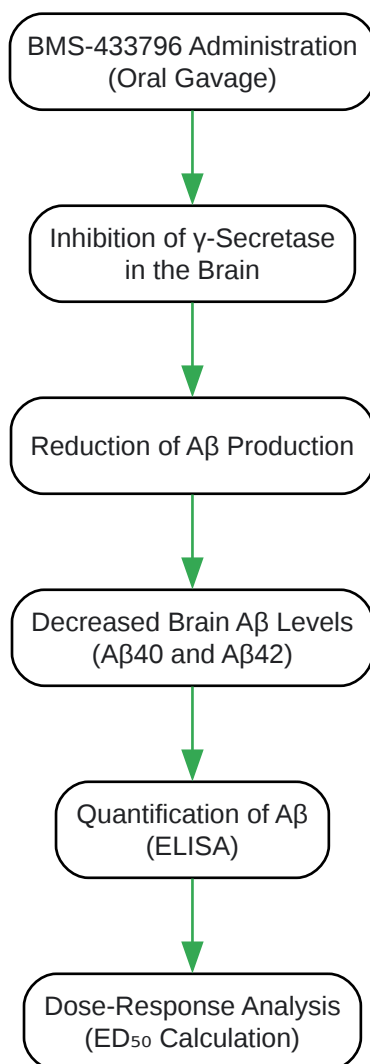 BMS-433796 Administration
(Oral Gavage)
Inhibition of γ-Secretase
in the Brain
Reduction of Aβ Production
Decreased Brain Aβ Levels
(Aβ40 and Aβ42)
Quantification of Aβ
(ELISA)
Dose-Response Analysis
(ED₅₀ Calculation)